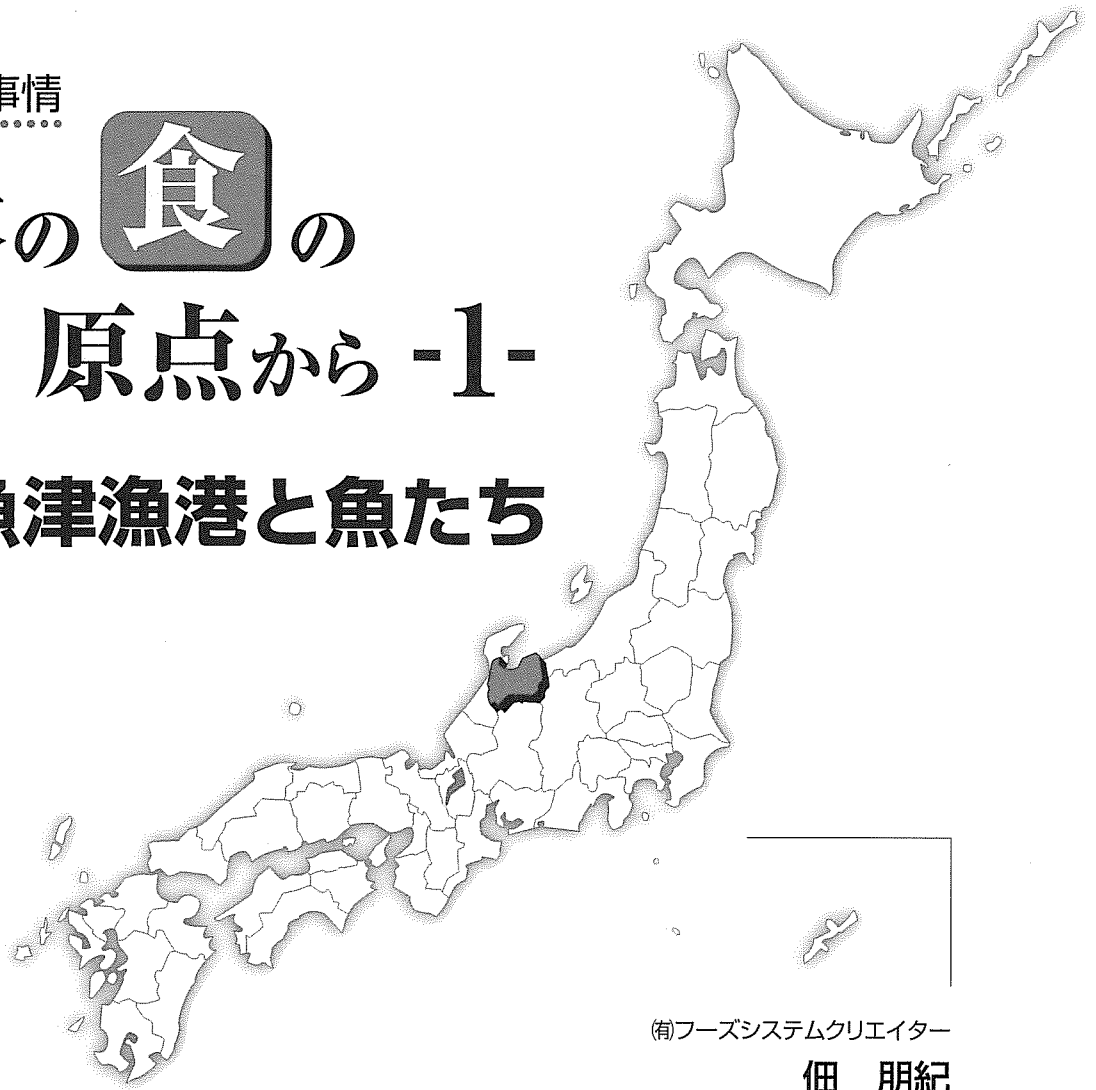 事情
の食の
原点から -1-
魚津漁港と魚たち
㈲フーズシステムクリエイター
佃 朋紀